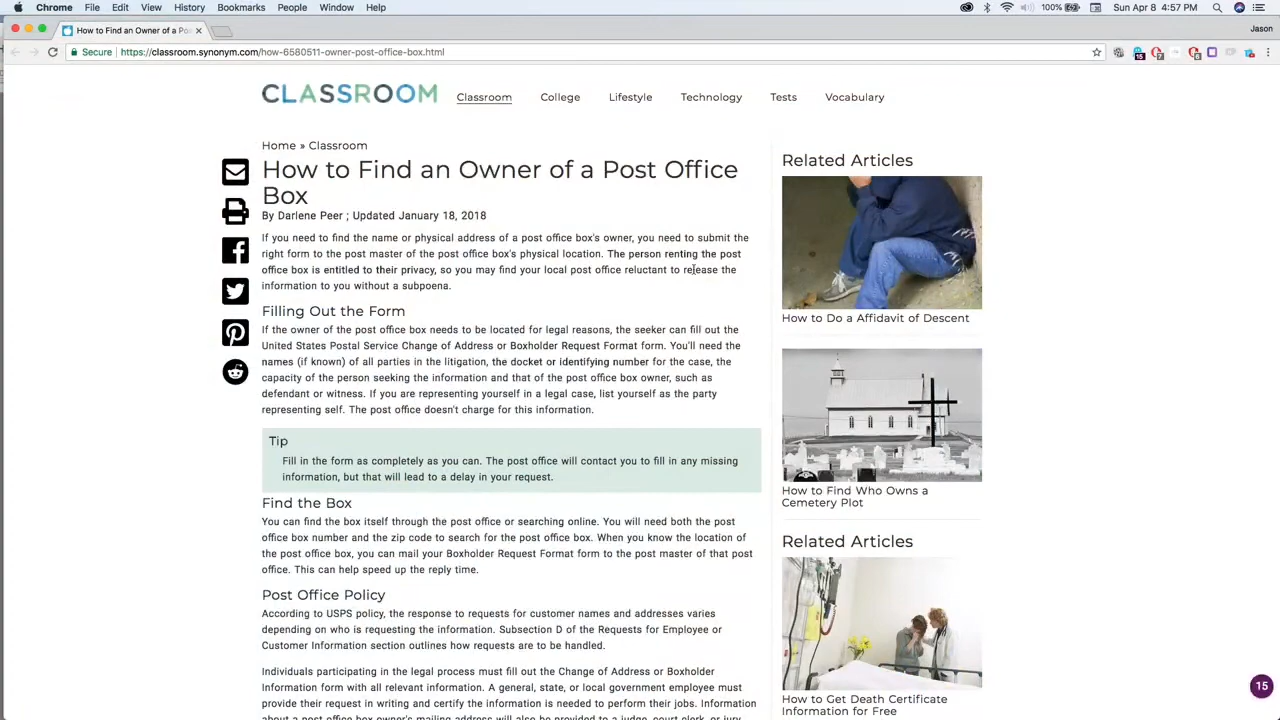 Chrome File Edit View History Bookmarks People Window Help
100% Sun Apr 8 4:57 PM
How to Find an Owner of a Pos
Jason
Secure https://classroom.synonym.com/how-6580511-owner-post-office-box.html
15 7 6
CLASSROOM
Classroom College Lifestyle Technology Tests Vocabulary
Home » Classroom
How to Find an Owner of a Post Office
Box
By Darlene Peer ; Updated January 18, 2018
If you need to find the name or physical address of a post office box's owner, you need to submit the
right form to the post master of the post office box's physical location. The person renting the post
office box is entitled to their privacy, so you may find your local post office reluctant to release the
information to you without a subpoena.
Filling Out the Form
If the owner of the post office box needs to be located for legal reasons, the seeker can fill out the
United States Postal Service Change of Address or Boxholder Request Format form. You'll need the
names (if known) of all parties in the litigation, the docket or identifying number for the case, the
capacity of the person seeking the information and that of the post office box owner, such as
defendant or witness. If you are representing yourself in a legal case, list yourself as the party
representing self. The post office doesn't charge for this information.
Tip
Fill in the form as completely as you can. The post office will contact you to fill in any missing
information, but that will lead to a delay in your request.
Find the Box
You can find the box itself through the post office or searching online. You will need both the post
office box number and the zip code to search for the post office box. When you know the location of
the post office box, you can mail your Boxholder Request Format form to the post master of that post
office. This can help speed up the reply time.
Post Office Policy
According to USPS policy, the response to requests for customer names and addresses varies
depending on who is requesting the information. Subsection D of the Requests for Employee or
Customer Information section outlines how requests are to be handled.
Individuals participating in the legal process must fill out the Change of Address or Boxholder
Information form with all relevant information. A general, state, or local government employee must
provide their request in writing and certify the information is needed to perform their jobs. Information
about a post office box owner's mailing address will also be provided to a judge, court clerk, or jury
Related Articles
How to Do a Affidavit of Descent
How to Find Who Owns a
Cemetery Plot
Related Articles
How to Get Death Certificate
Information for Free
15